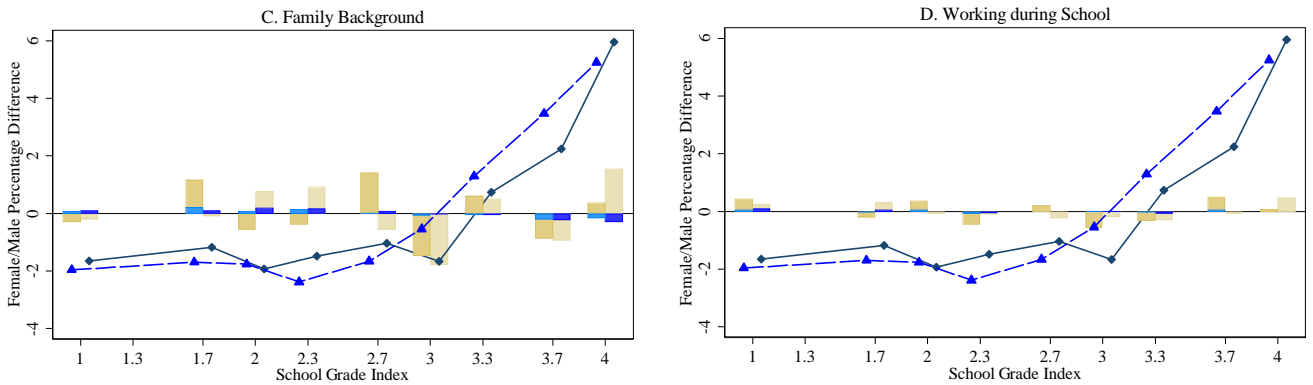 C. Family Background
Female/Male Percentage Difference
6
4
2
0
-2
-4
1 1.3 1.7 2 2.3 2.7 3 3.3 3.7 4
School Grade Index
D. Working during School
Female/Male Percentage Difference
6
4
2
0
-2
-4
1 1.3 1.7 2 2.3 2.7 3 3.3 3.7 4
School Grade Index